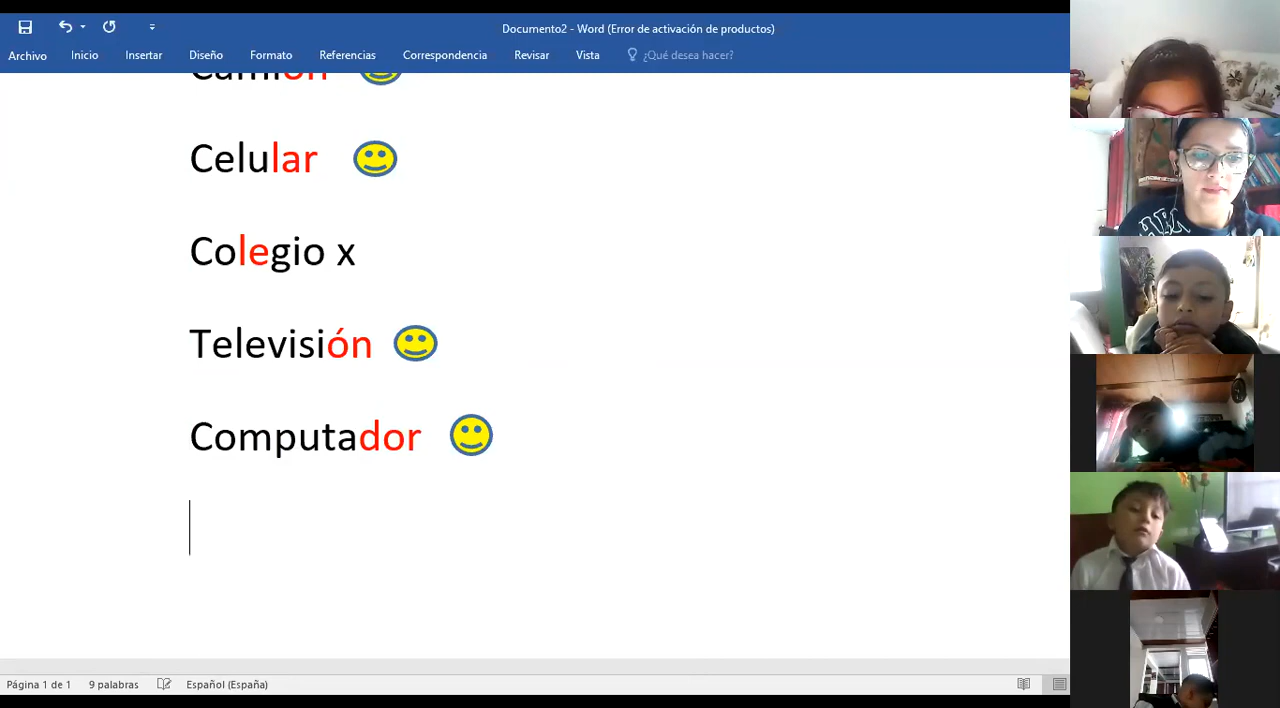 Documento2 - Word (Error de activación de productos)
Archivo Inicio Insertar Diseño Formato Referencias Correspondencia Revisar Vista ¿Qué desea hacer?
Camión
Celular
Colegio x
Televisión
Computador
Página 1 de 1 9 palabras Español (España)